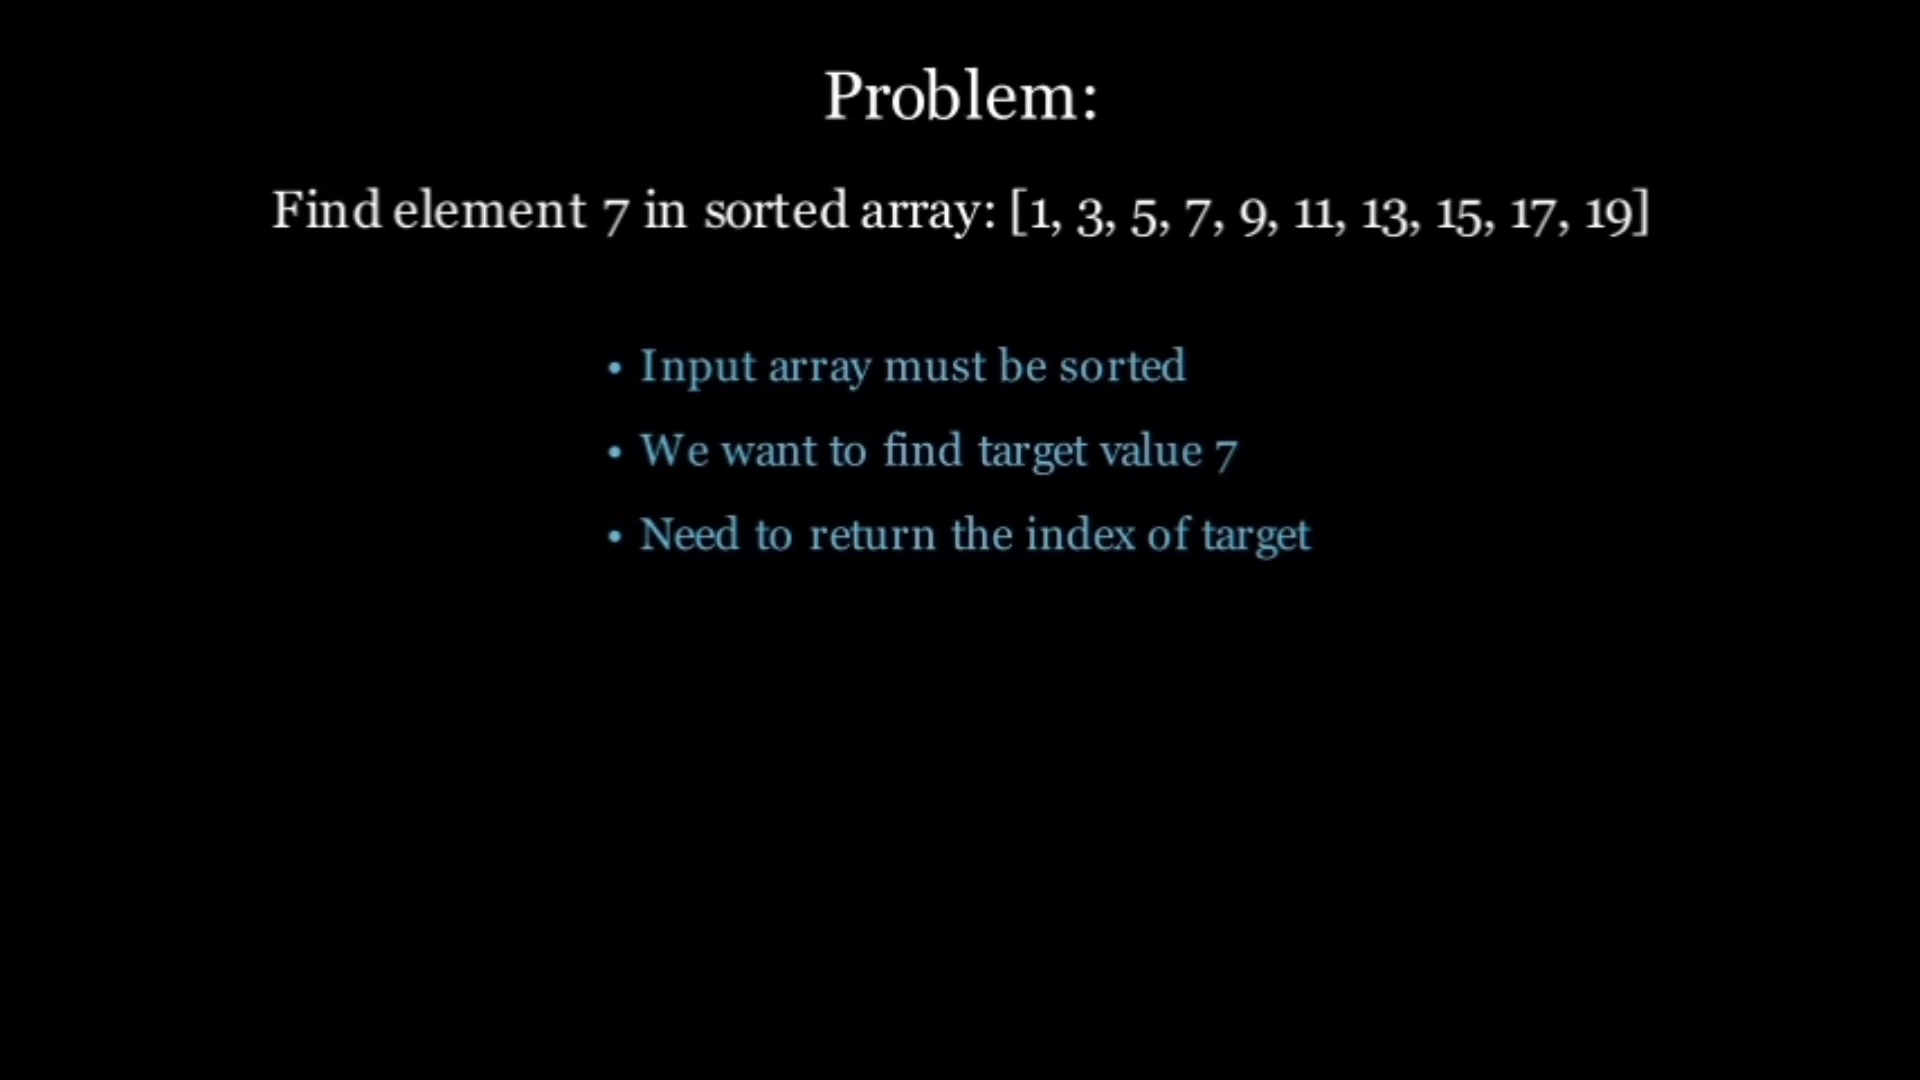 Problem:
Find element 7 in sorted array: [1, 3, 5, 7, 9, 11, 13, 15, 17, 19]
• Input array must be sorted
• We want to find target value 7
• Need to return the index of target